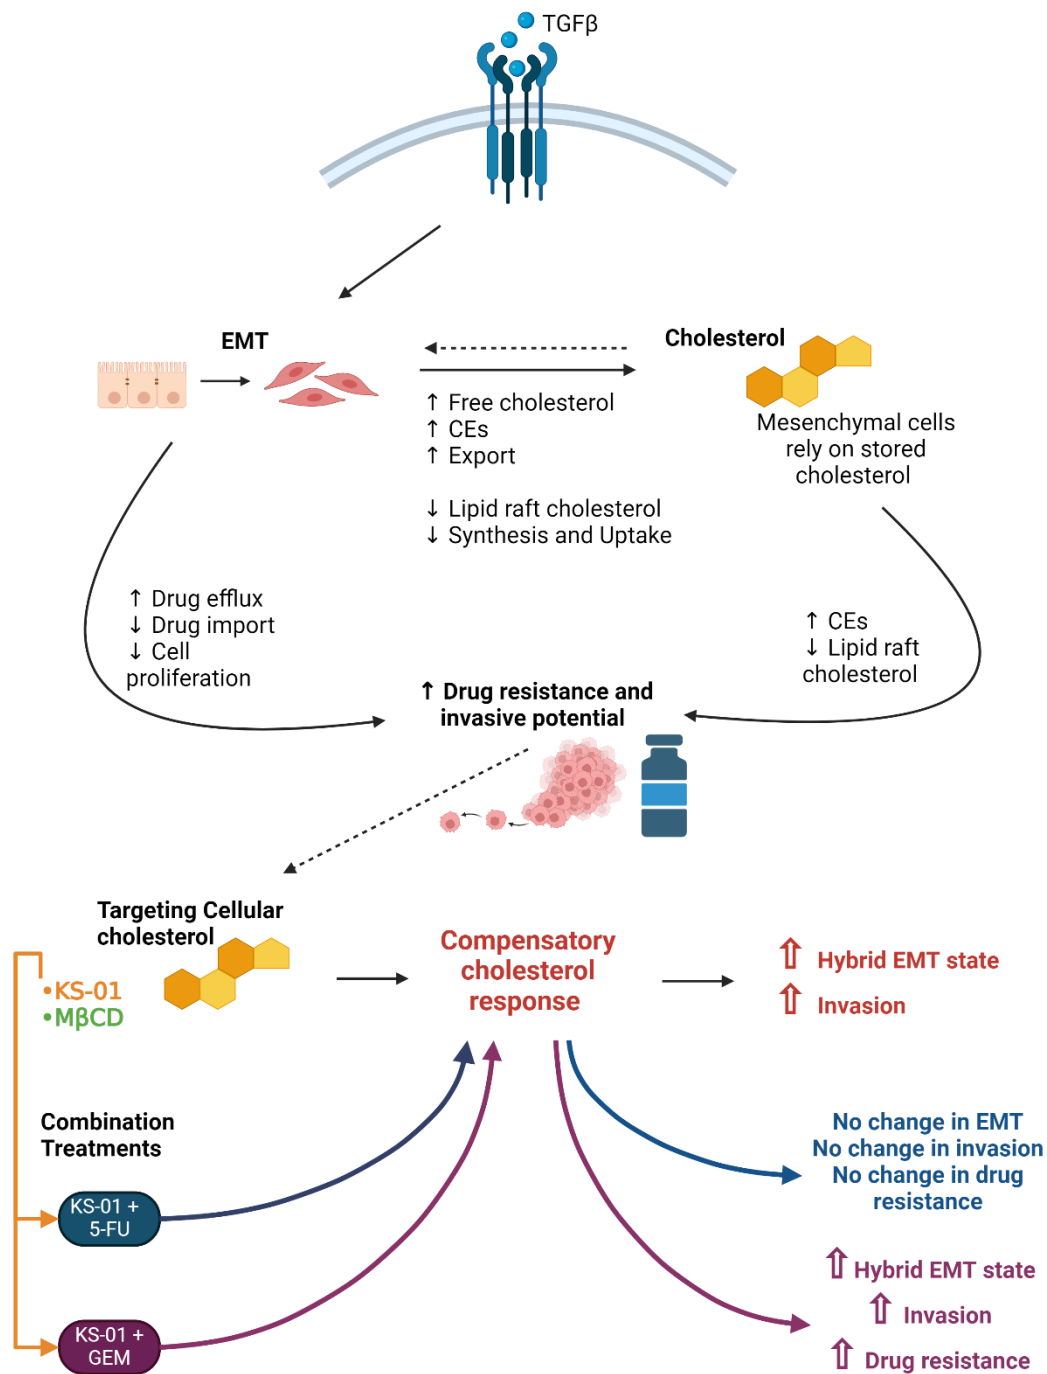 TGFβ
EMT
Cholesterol
↑ Free cholesterol
↑ CEs
↑ Export
↓ Lipid raft cholesterol
↓ Synthesis and Uptake
Mesenchymal cells
rely on stored
cholesterol
↑ Drug efflux
↓ Drug import
↓ Cell
proliferation
↑ CEs
↓ Lipid raft
cholesterol
↑ Drug resistance and
invasive potential
Targeting Cellular
cholesterol
•KS-01
•MβCD
Compensatory
cholesterol
response
⇧ Hybrid EMT state
⇧ Invasion
Combination
Treatments
KS-01 +
5-FU
KS-01 +
GEM
No change in EMT
No change in invasion
No change in drug
resistance
⇧ Hybrid EMT state
⇧ Invasion
⇧ Drug resistance